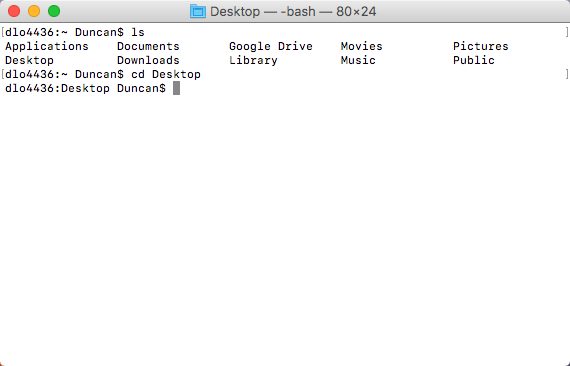 Desktop — -bash — 80×24
[dlo4436:~ Duncan$ ls ]
Applications Documents Google Drive Movies Pictures
Desktop Downloads Library Music Public
[dlo4436:~ Duncan$ cd Desktop ]
dlo4436:Desktop Duncan$